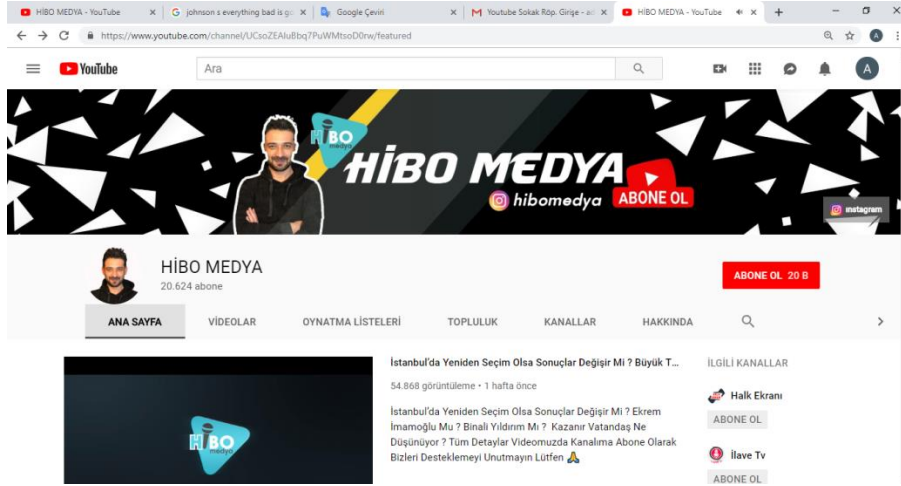 HİBO MEDYA - YouTube
johnson s everything bad is g
Google Çeviri
Youtube Sokak Röp. Girişe - ad
HİBO MEDYA - YouTube
https://www.youtube.com/channel/UCsoZEAIuBbq7PuWMtsoD0rw/featured
YouTube
Ara
A
A
HİBO
medya
HİBO MEDYA
hibomedya
ABONE OL
instagram
HİBO MEDYA
20.624 abone
ABONE OL 20 B
ANA SAYFA
VİDEOLAR
OYNATMA LİSTELERİ
TOPLULUK
KANALLAR
HAKKINDA
İstanbul'da Yeniden Seçim Olsa Sonuçlar Değişir Mi ? Büyük T...
54.868 görüntüleme • 1 hafta önce
İstanbul'da Yeniden Seçim Olsa Sonuçlar Değişir Mi ? Ekrem
İmamoğlu Mu ? Binali Yıldırım Mı ? Kazanır Vatandaş Ne
Düşünüyor ? Tüm Detaylar Videomuzda Kanalıma Abone Olarak
Bizleri Desteklemeyi Unutmayın Lütfen 🙏
HİBO
medya
İLGİLİ KANALLAR
Halk Ekranı
ABONE OL
İlave Tv
ABONE OL